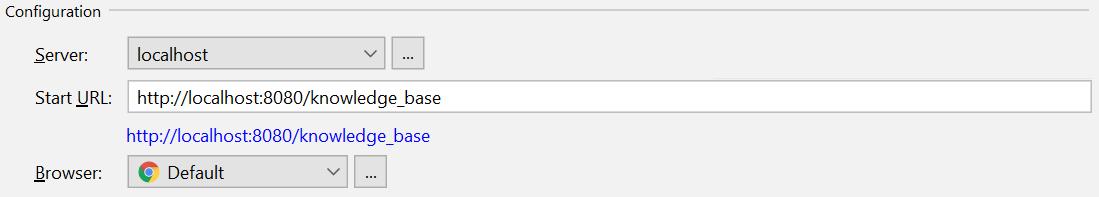 Configuration
Server: localhost ...
Start URL: http://localhost:8080/knowledge_base
http://localhost:8080/knowledge_base
Browser: Default ...